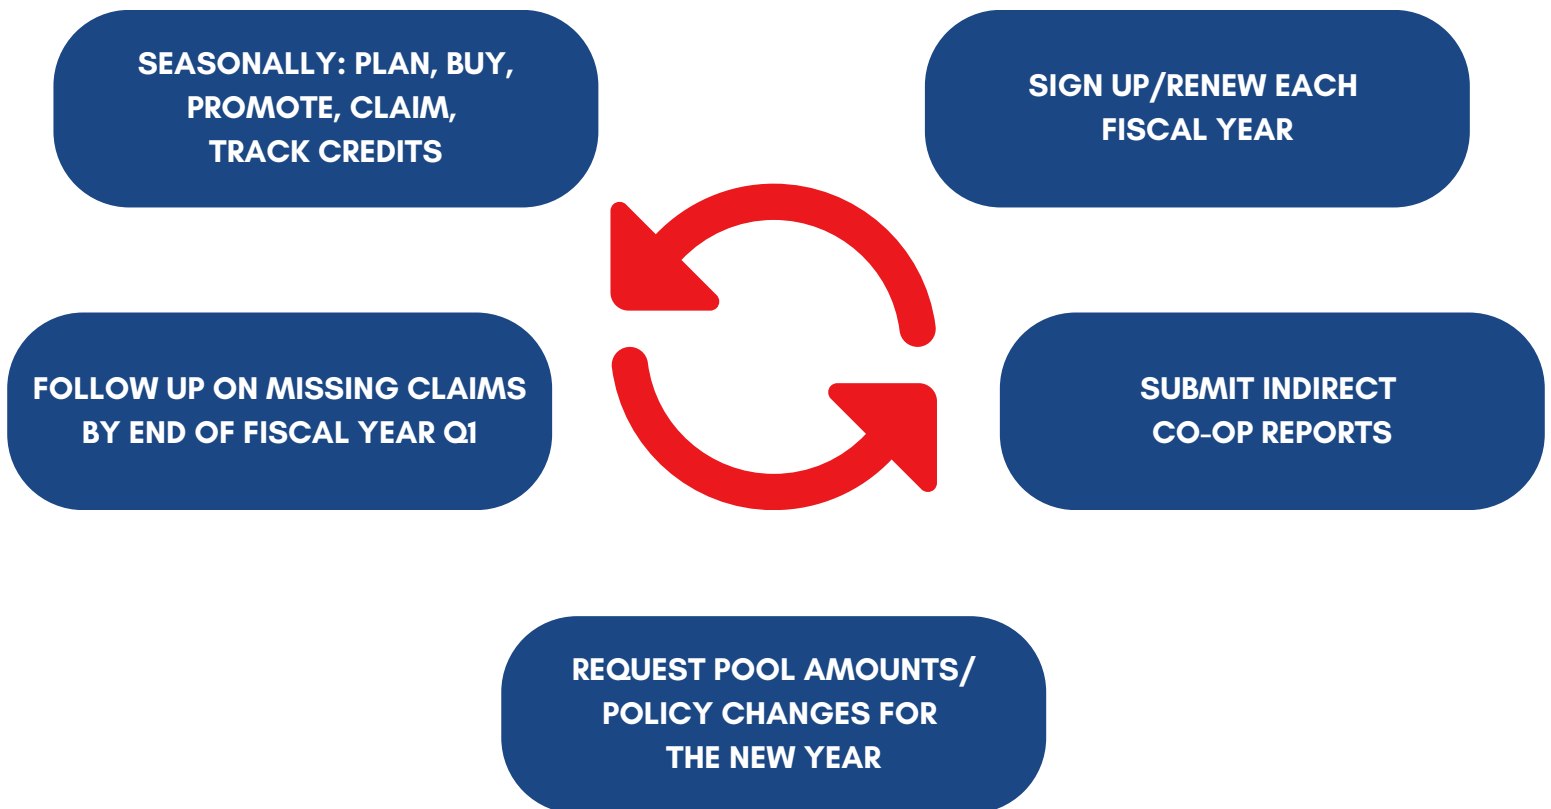 SEASONALLY: PLAN, BUY,
PROMOTE, CLAIM,
TRACK CREDITS
SIGN UP/RENEW EACH
FISCAL YEAR
FOLLOW UP ON MISSING CLAIMS
BY END OF FISCAL YEAR Q1
SUBMIT INDIRECT
CO-OP REPORTS
REQUEST POOL AMOUNTS/
POLICY CHANGES FOR
THE NEW YEAR